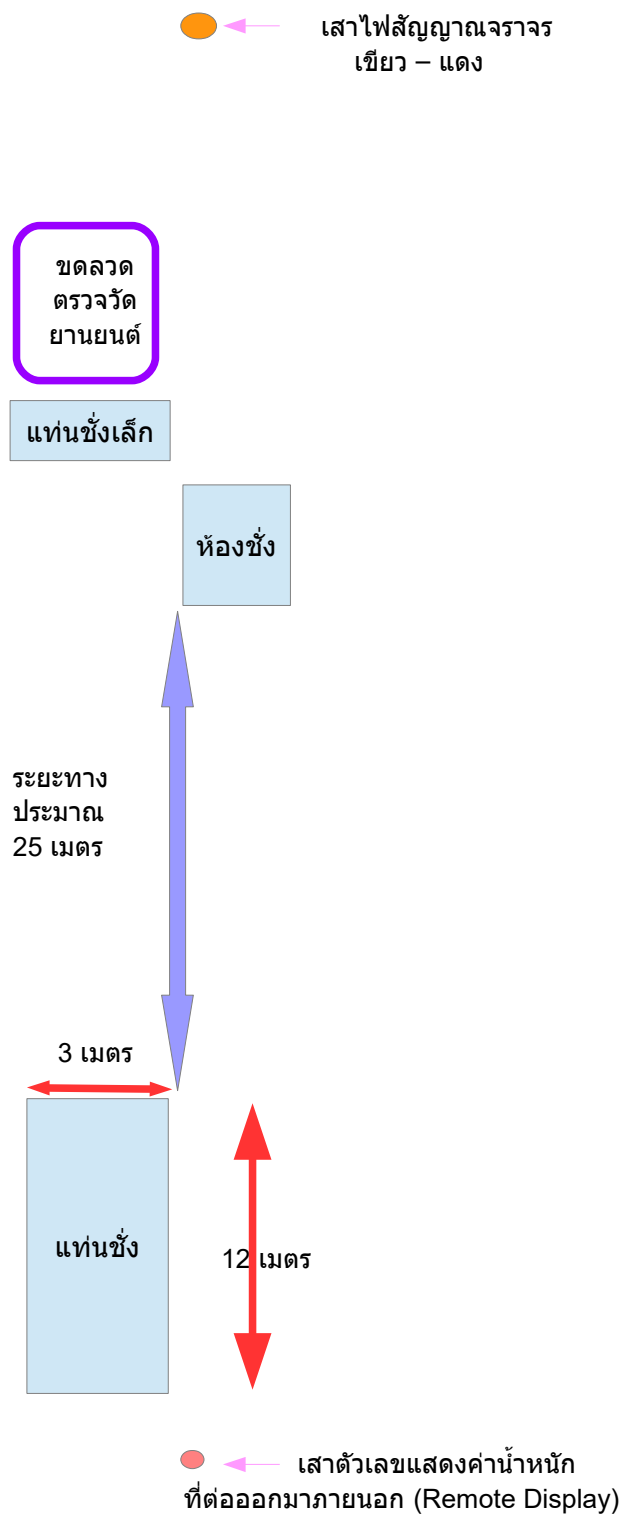 เสาไฟสัญญาณจราจร
เขียว – แดง
ขดลวด
ตรวจวัด
ยานยนต์
แท่นชั่งเล็ก
ห้องชั่ง
ระยะทาง
ประมาณ
25 เมตร
3 เมตร
แท่นชั่ง
12 เมตร
เสาตัวเลขแสดงค่าน้ำหนัก
ที่ต่อออกมาภายนอก (Remote Display)